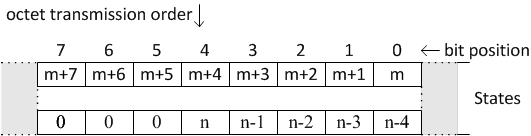 octet transmission order ↓
7 6 5 4 3 2 1 0 ← bit position
m+7 m+6 m+5 m+4 m+3 m+2 m+1 m
States
0 0 0 n n-1 n-2 n-3 n-4